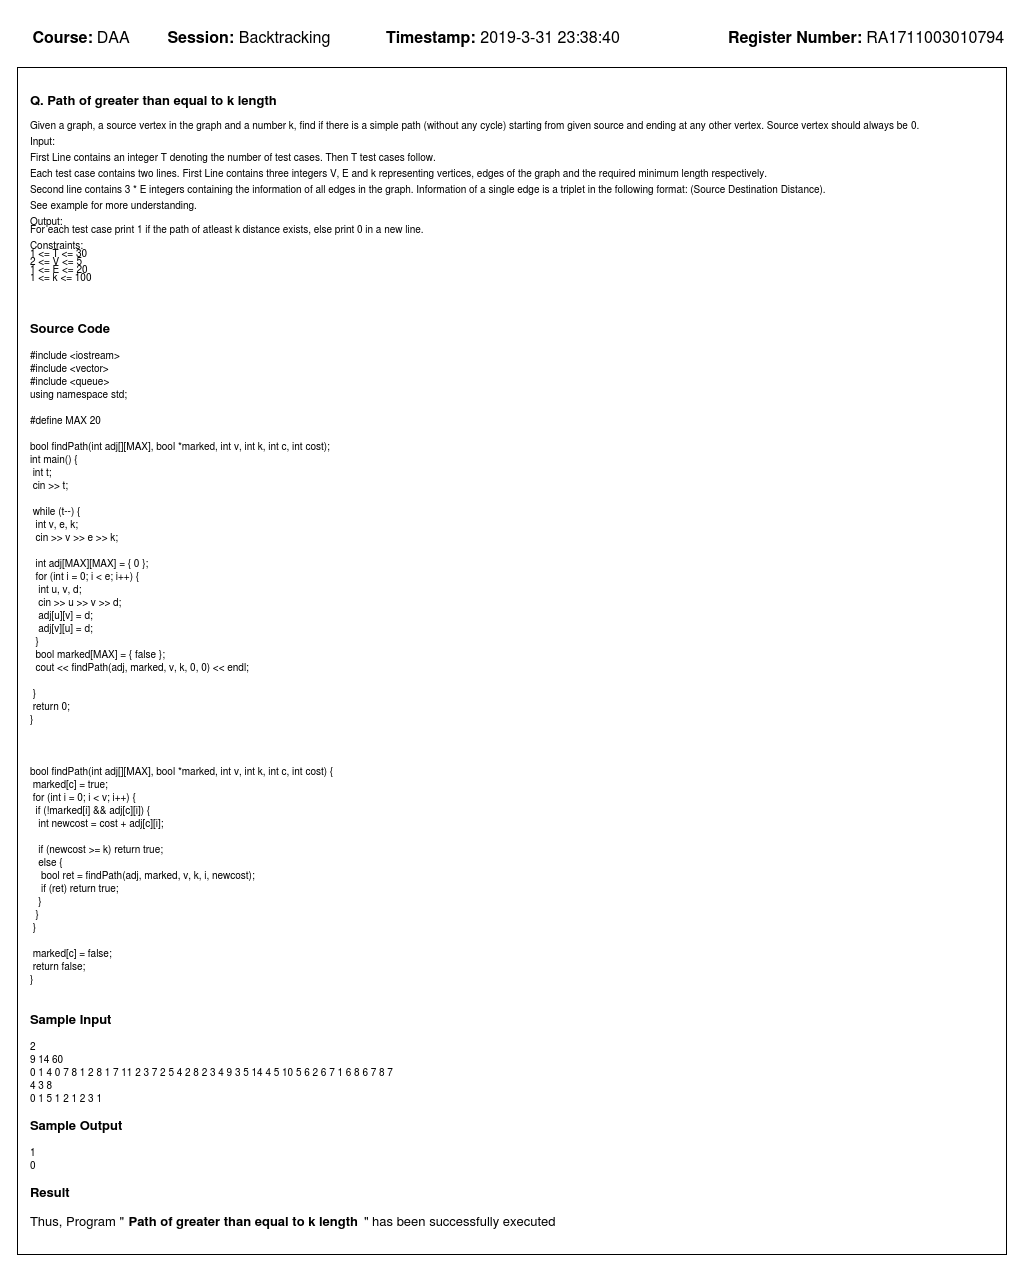 Course: DAA Session: Backtracking Timestamp: 2019-3-31 23:38:40 Register Number: RA1711003010794
Q. Path of greater than equal to k length
Given a graph, a source vertex in the graph and a number k, find if there is a simple path (without any cycle) starting from given source and ending at any other vertex. Source vertex should always be 0.
Input:
First Line contains an integer T denoting the number of test cases. Then T test cases follow.
Each test case contains two lines. First Line contains three integers V, E and k representing vertices, edges of the graph and the required minimum length respectively.
Second line contains 3 * E integers containing the information of all edges in the graph. Information of a single edge is a triplet in the following format: (Source Destination Distance).
See example for more understanding.
Output:
For each test case print 1 if the path of atleast k distance exists, else print 0 in a new line.
Constraints:
1 <= T <= 30
2 <= V <= 5
1 <= E <= 20
1 <= k <= 100
Source Code
#include <iostream>
#include <vector>
#include <queue>
using namespace std;
#define MAX 20
bool findPath(int adj[][MAX], bool *marked, int v, int k, int c, int cost);
int main() {
int t;
cin >> t;
while (t--) {
int v, e, k;
cin >> v >> e >> k;
int adj[MAX][MAX] = { 0 };
for (int i = 0; i < e; i++) {
int u, v, d;
cin >> u >> v >> d;
adj[u][v] = d;
adj[v][u] = d;
}
bool marked[MAX] = { false };
cout << findPath(adj, marked, v, k, 0, 0) << endl;
}
return 0;
}
bool findPath(int adj[][MAX], bool *marked, int v, int k, int c, int cost) {
marked[c] = true;
for (int i = 0; i < v; i++) {
if (!marked[i] && adj[c][i]) {
int newcost = cost + adj[c][i];
if (newcost >= k) return true;
else {
bool ret = findPath(adj, marked, v, k, i, newcost);
if (ret) return true;
}
}
}
marked[c] = false;
return false;
}
Sample Input
2
9 14 60
0 1 4 0 7 8 1 2 8 1 7 11 2 3 7 2 5 4 2 8 2 3 4 9 3 5 14 4 5 10 5 6 2 6 7 1 6 8 6 7 8 7
4 3 8
0 1 5 1 2 1 2 3 1
Sample Output
1
0
Result
Thus, Program " Path of greater than equal to k length " has been successfully executed